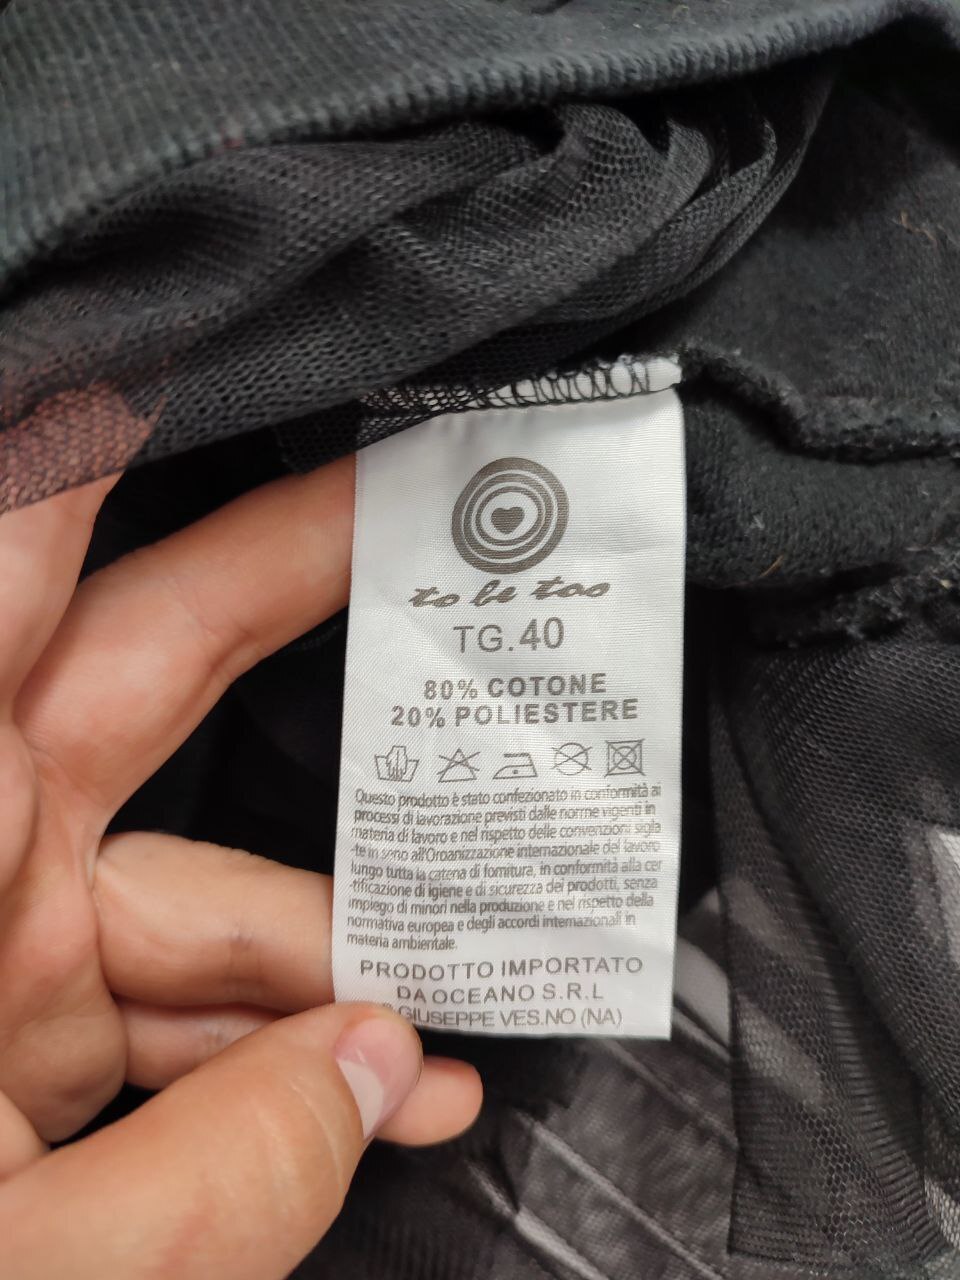 to be too
TG.40
80% COTONE
20% POLIESTERE
Questo prodotto è stato confezionato in conformità ai
processi di lavorazione previsti dalle norme vigenti in
materia di lavoro e nel rispetto delle convenzioni sigla
-te in seno all'Oroanizzazione internazionale del lavoro
lungo tutta la catena di fornitura, in conformità alla cer
-tificazione di igiene e di sicurezza dei prodotti, senza
impiego di minori nella produzione e nel rispetto della
normativa europea e degli accordi internazionali in
materia ambientale.
PRODOTTO IMPORTATO
DA OCEANO S.R.L
GIUSEPPE VES.NO (NA)